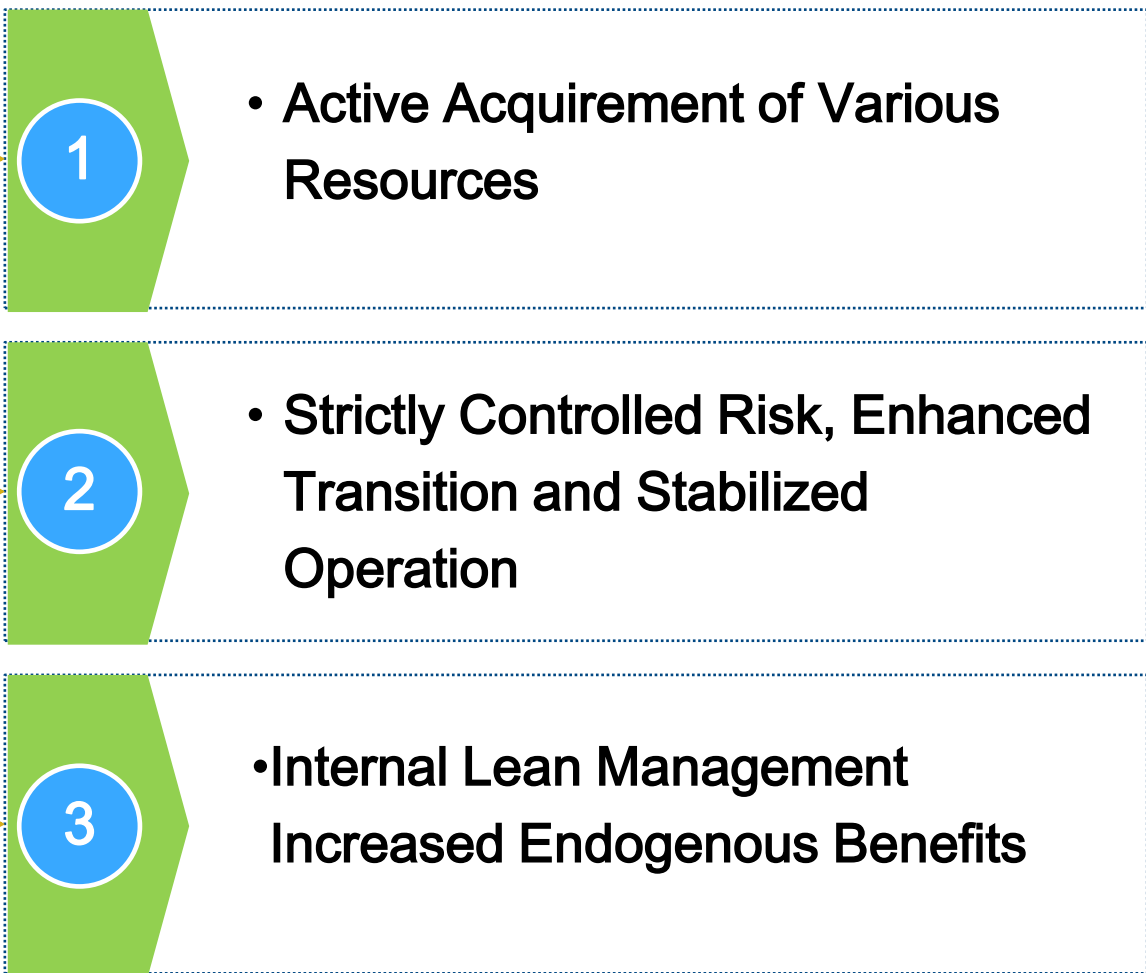 1
• Active Acquirement of Various
Resources
2
• Strictly Controlled Risk, Enhanced
Transition and Stabilized
Operation
3
•Internal Lean Management
Increased Endogenous Benefits